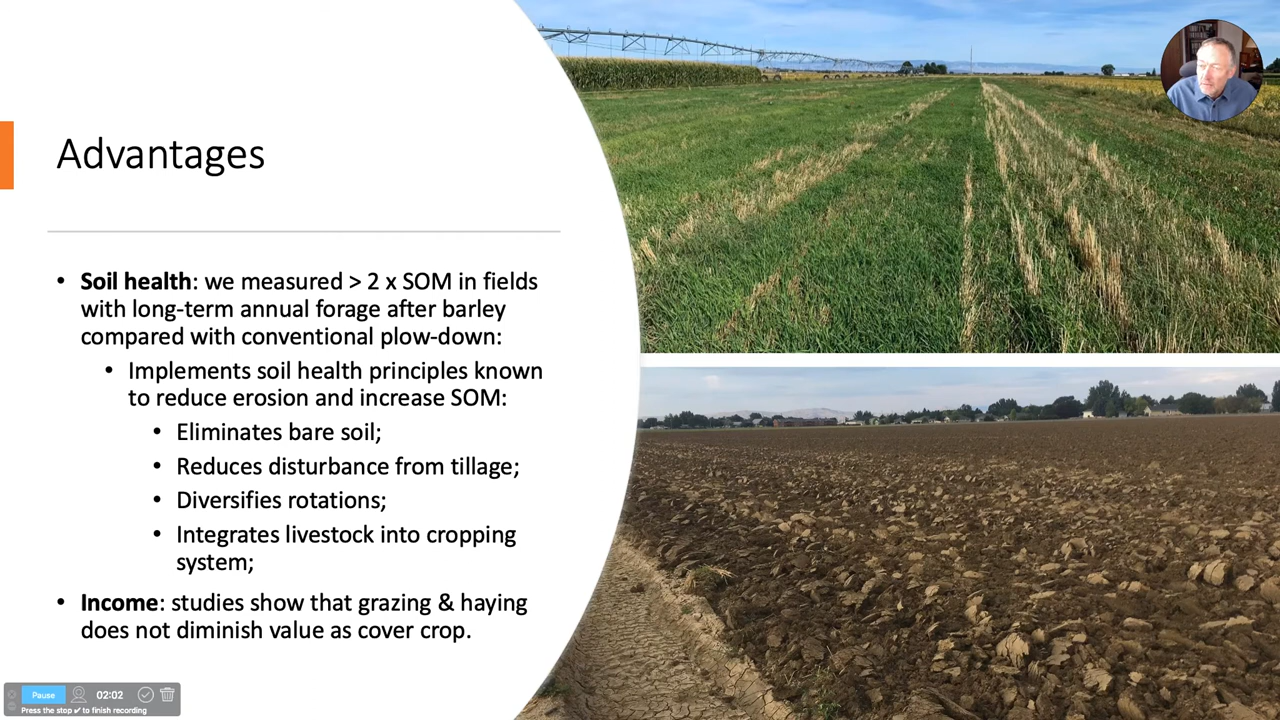 Advantages
• Soil health: we measured > 2 x SOM in fields
with long-term annual forage after barley
compared with conventional plow-down:
• Implements soil health principles known
to reduce erosion and increase SOM:
• Eliminates bare soil;
• Reduces disturbance from tillage;
• Diversifies rotations;
• Integrates livestock into cropping
system;
• Income: studies show that grazing & haying
does not diminish value as cover crop.
Pause
02:02
Press the stop ✓ to finish recording